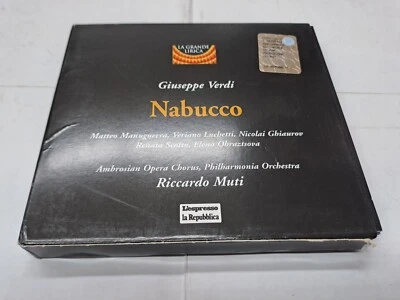 LA GRANDE
LIRICA
Giuseppe Verdi
Nabucco
Matteo Manuguerra, Veriano Luchetti, Nicolai Ghiaurov
Renata Scotto, Elena Obraztsova
Ambrosian Opera Chorus, Philharmonia Orchestra
Riccardo Muti
L'espresso
la Repubblica